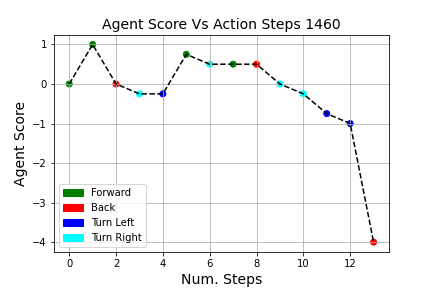 Agent Score Vs Action Steps 1460
1
0
−1
−2
−3
−4
Agent Score
Forward
Back
Turn Left
Turn Right
0 2 4 6 8 10 12
Num. Steps